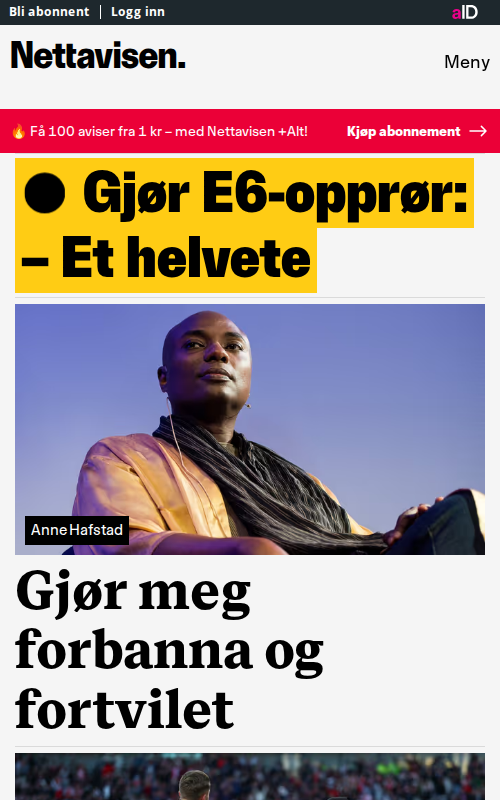 Bli abonnent | Logg inn
aID
Nettavisen.
Meny
🔥 Få 100 aviser fra 1 kr – med Nettavisen +Alt!
Kjøp abonnement →
● Gjør E6-opprør:
– Et helvete
Anne Hafstad
Gjør meg
forbanna og
fortvilet